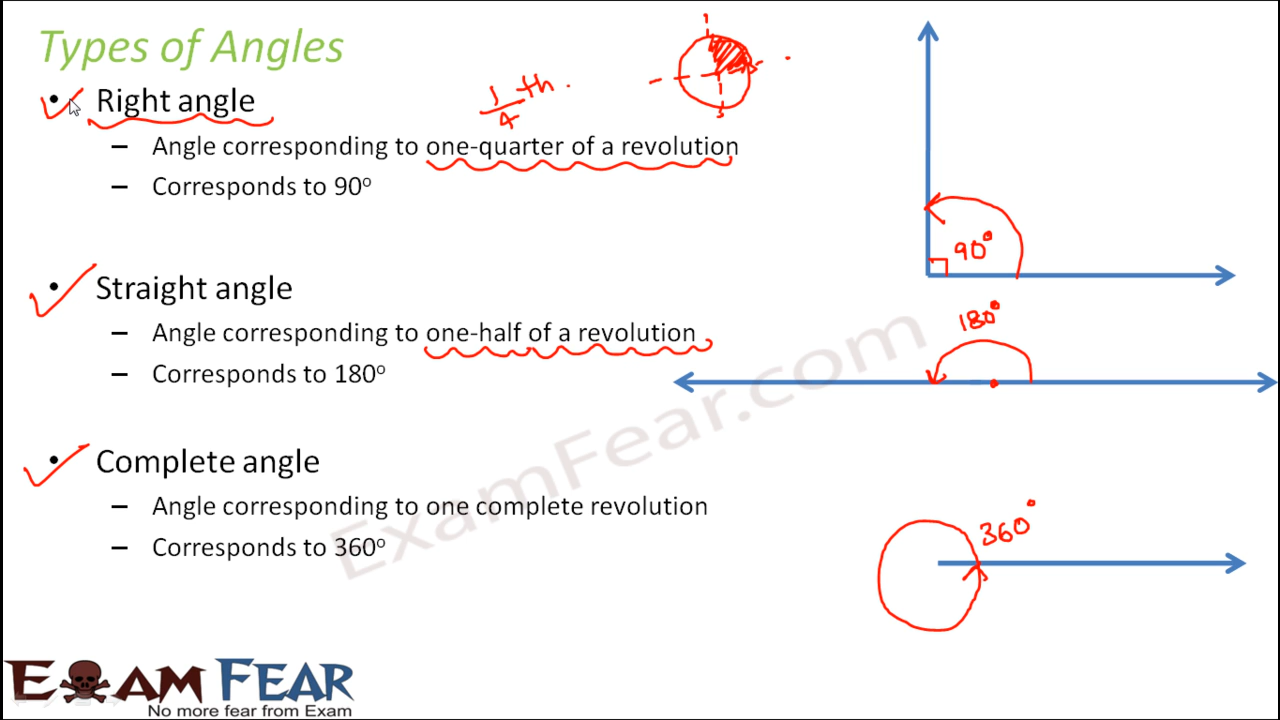 Types of Angles
• Right angle
1/4 th.
– Angle corresponding to one-quarter of a revolution
– Corresponds to 90°
90°
• Straight angle
180°
– Angle corresponding to one-half of a revolution
– Corresponds to 180°
ExamFear.com
• Complete angle
– Angle corresponding to one complete revolution
360°
– Corresponds to 360°
EXAM FEAR
No more fear from Exam